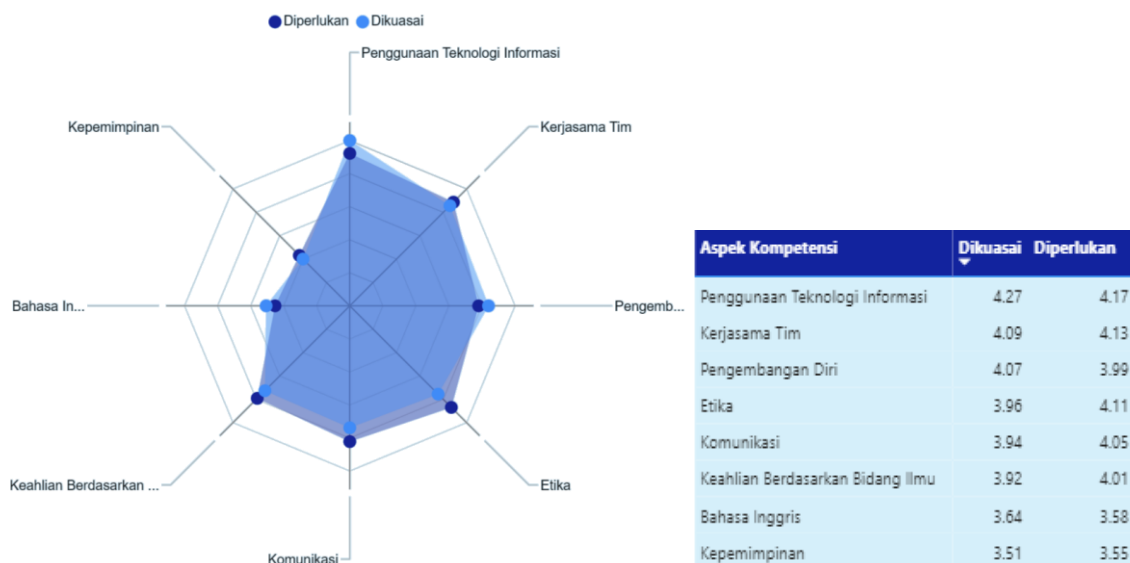 Diperlukan Dikuasai
Penggunaan Teknologi Informasi
Kepemimpinan
Kerjasama Tim
Bahasa In...
Pengemb...
Keahlian Berdasarkan ...
Etika
Komunikasi
Aspek Kompetensi Dikuasai Diperlukan
Penggunaan Teknologi Informasi 4.27 4.17
Kerjasama Tim 4.09 4.13
Pengembangan Diri 4.07 3.99
Etika 3.96 4.11
Komunikasi 3.94 4.05
Keahlian Berdasarkan Bidang Ilmu 3.92 4.01
Bahasa Inggris 3.64 3.58
Kepemimpinan 3.51 3.55